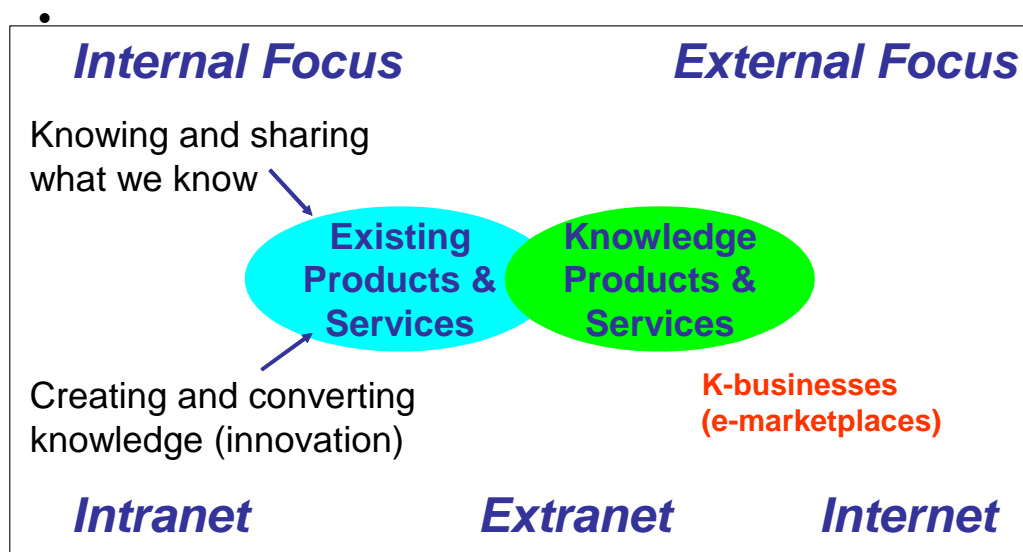 •
Internal Focus
External Focus
Knowing and sharing
what we know
Existing
Products &
Services
Knowledge
Products &
Services
Creating and converting
knowledge (innovation)
K-businesses
(e-marketplaces)
Intranet
Extranet
Internet